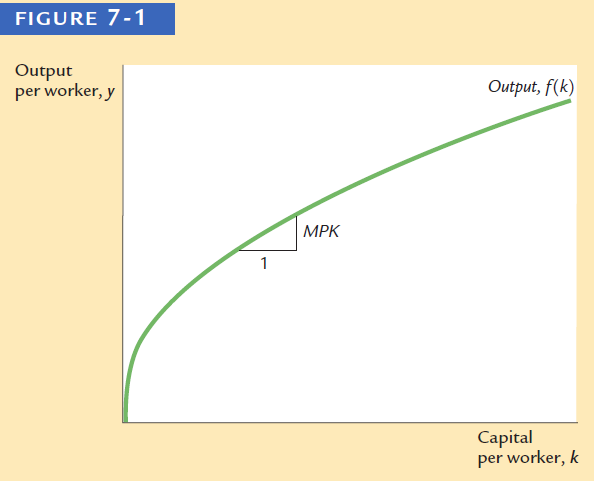 FIGURE 7-1
Output
per worker, y
Output, f(k)
MPK
1
Capital
per worker, k